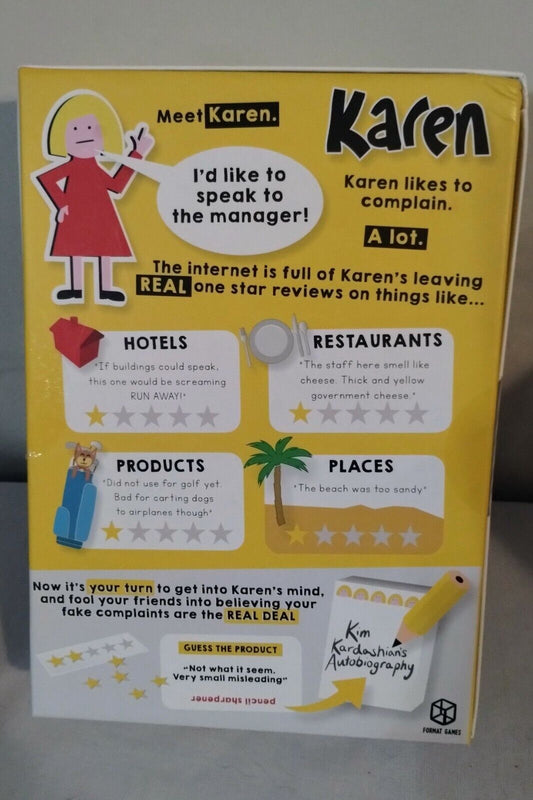 Meet Karen.
Karen
I'd like to
speak to
the manager!
Karen likes to
complain.
A lot.
The internet is full of Karen's leaving
REAL one star reviews on things like...
HOTELS
"If buildings could speak,
this one would be screaming
RUN AWAY!"
RESTAURANTS
"The staff here smell like
cheese. Thick and yellow
government cheese."
PRODUCTS
"Did not use for golf yet.
Bad for carting dogs
to airplanes though"
PLACES
"The beach was too sandy"
Now it's your turn to get into Karen's mind,
and fool your friends into believing your
fake complaints are the REAL DEAL
GUESS THE PRODUCT
"Not what it seem.
Very small misleading"
pencil sharpener
Kim
Kardashian's
Autobiography
FORMAT GAMES